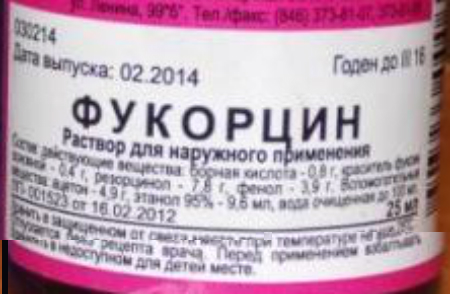 ул. Ленина, 99"б". Тел./факс: (846) 373-81-07, 373-81-08
030214
Дата выпуска: 02.2014
Годен до III 16
ФУКОРЦИН
Раствор для наружного применения
Состав: действующие вещества: борная кислота - 0,8 г, краситель
- 0,4 г, резорцинол - 7,8 г, фенол - 3,9 г. Вспомогательные
вещества: ацетон - 4,9 г, этанол 95% - 9,6 мл, вода очищенная до 100 мл.
001523 от 16.02.2012
25 мл
в защищенном от света месте при температуре не
без рецепта врача. Перед применением взбалтывать
в недоступном для детей месте.